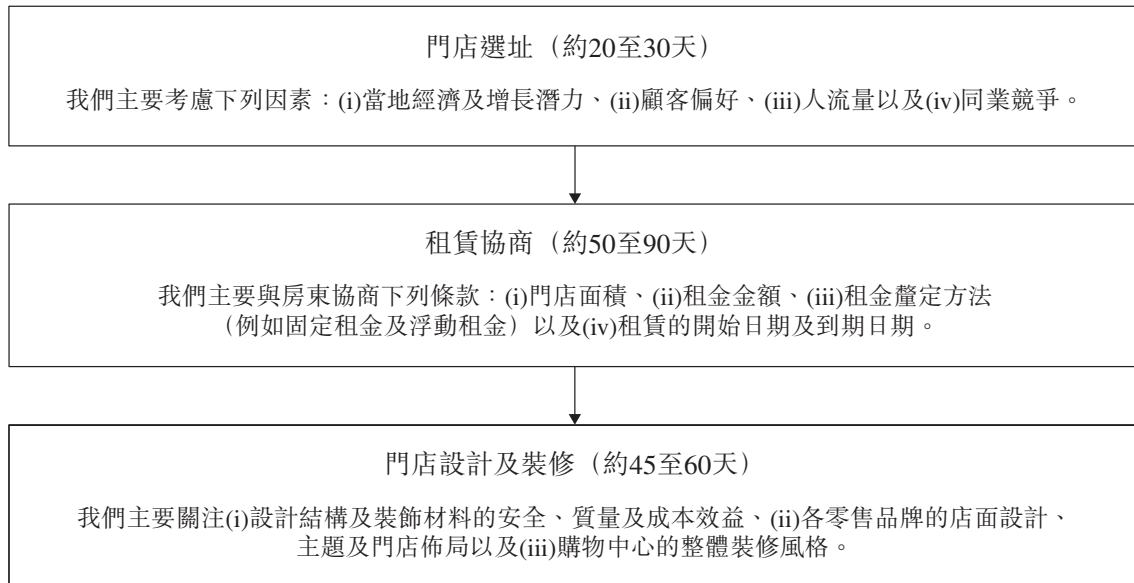 門店選址（約20至30天）
我們主要考慮下列因素：(i)當地經濟及增長潛力、(ii)顧客偏好、(iii)人流量以及(iv)同業競爭。
租賃協商（約50至90天）
我們主要與房東協商下列條款：(i)門店面積、(ii)租金金額、(iii)租金釐定方法
（例如固定租金及浮動租金）以及(iv)租賃的開始日期及到期日期。
門店設計及裝修（約45至60天）
我們主要關注(i)設計結構及裝飾材料的安全、質量及成本效益、(ii)各零售品牌的店面設計、
主題及門店佈局以及(iii)購物中心的整體裝修風格。